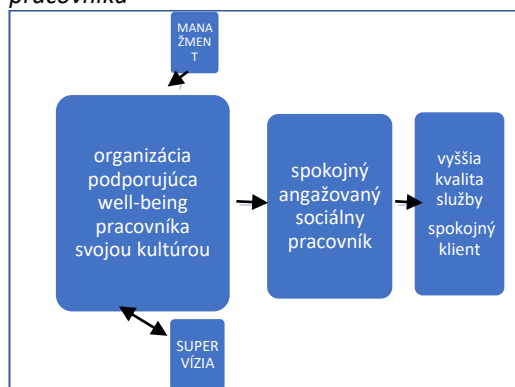 pracovníka
MANA
ŽMEN
T
organizácia
podporujúca
well-being
pracovníka
svojou kultúrou
spokojný
angažovaný
sociálny
pracovník
vyššia
kvalita
služby
spokojný
klient
SUPER
VÍZIA